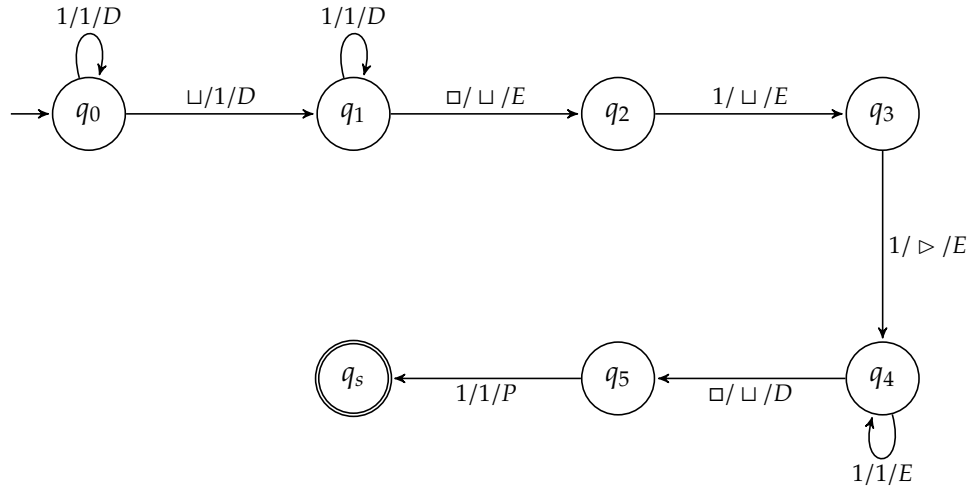 1/1/D 1/1/D
q0 ⊔/1/D q1 □/ ⊔ /E q2 1/ ⊔ /E q3
1/ ▷ /E
qs 1/1/P q5 □/ ⊔ /D q4
1/1/E